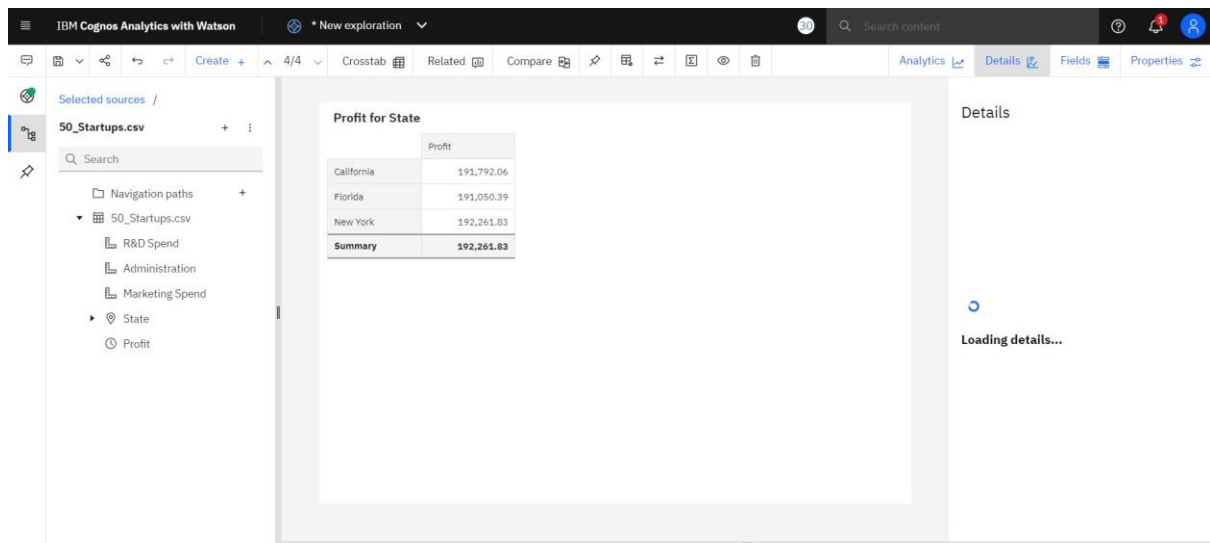 IBM Cognos Analytics with Watson
* New exploration
30
Search content
1
Create +
4/4
Crosstab
Related
Compare
Analytics
Details
Fields
Properties
Selected sources /
50_Startups.csv
Search
Navigation paths
50_Startups.csv
R&D Spend
Administration
Marketing Spend
State
Profit
Profit for State
Profit
California 191,792.06
Florida 191,050.39
New York 192,261.83
Summary 192,261.83
Details
Loading details...